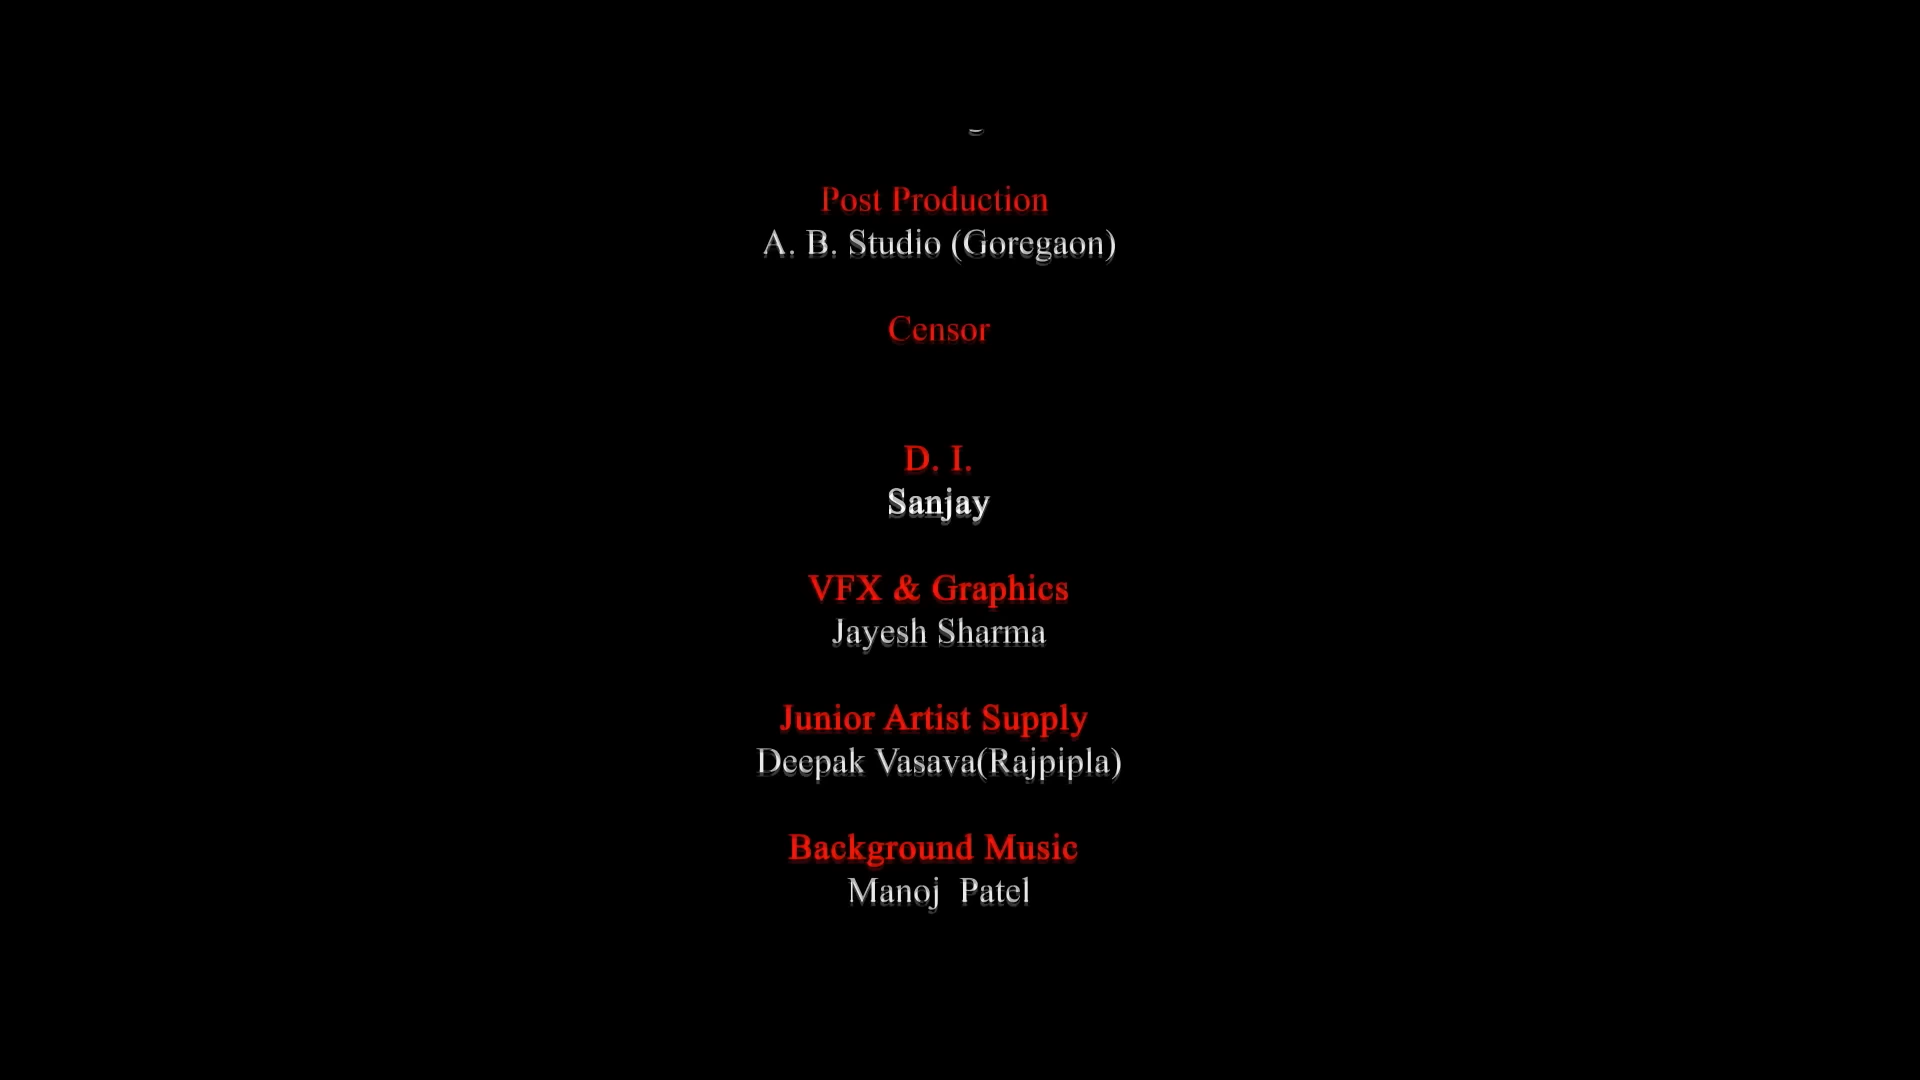 Post Production
A. B. Studio (Goregaon)
Censor
D. I.
Sanjay
VFX & Graphics
Jayesh Sharma
Junior Artist Supply
Deepak Vasava(Rajpipla)
Background Music
Manoj  Patel